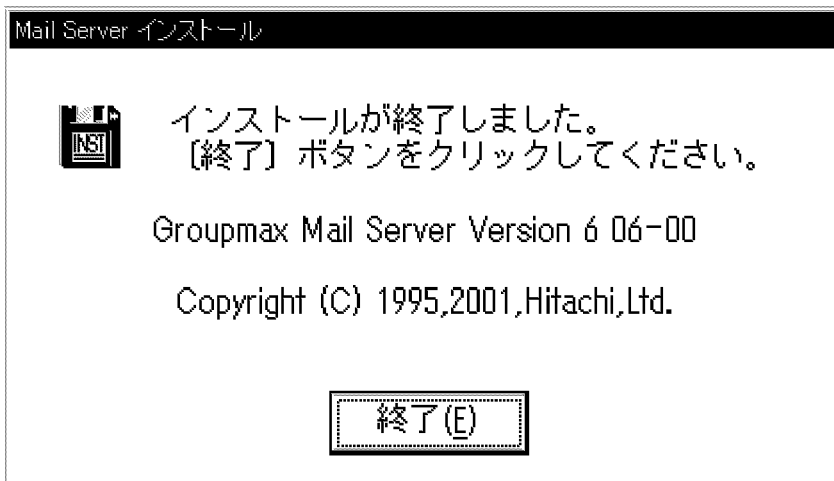 Mail Server インストール
インストールが終了しました。
［終了］ボタンをクリックしてください。
INST
Groupmax Mail Server Version 6 06-00
Copyright (C) 1995,2001,Hitachi,Ltd.
終了(E)